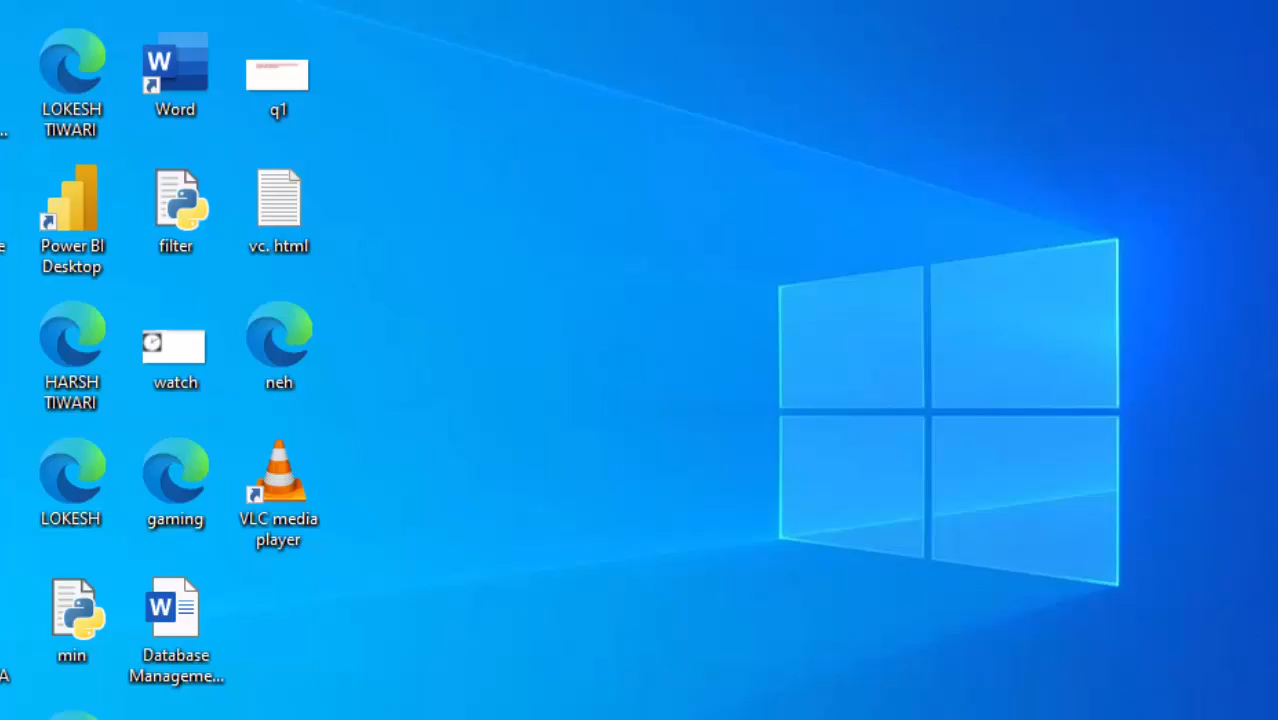 LOKESH
TIWARI
Word
q1
Power BI
Desktop
filter
vc. html
HARSH
TIWARI
watch
neh
LOKESH
gaming
VLC media
player
min
Database
Manageme...